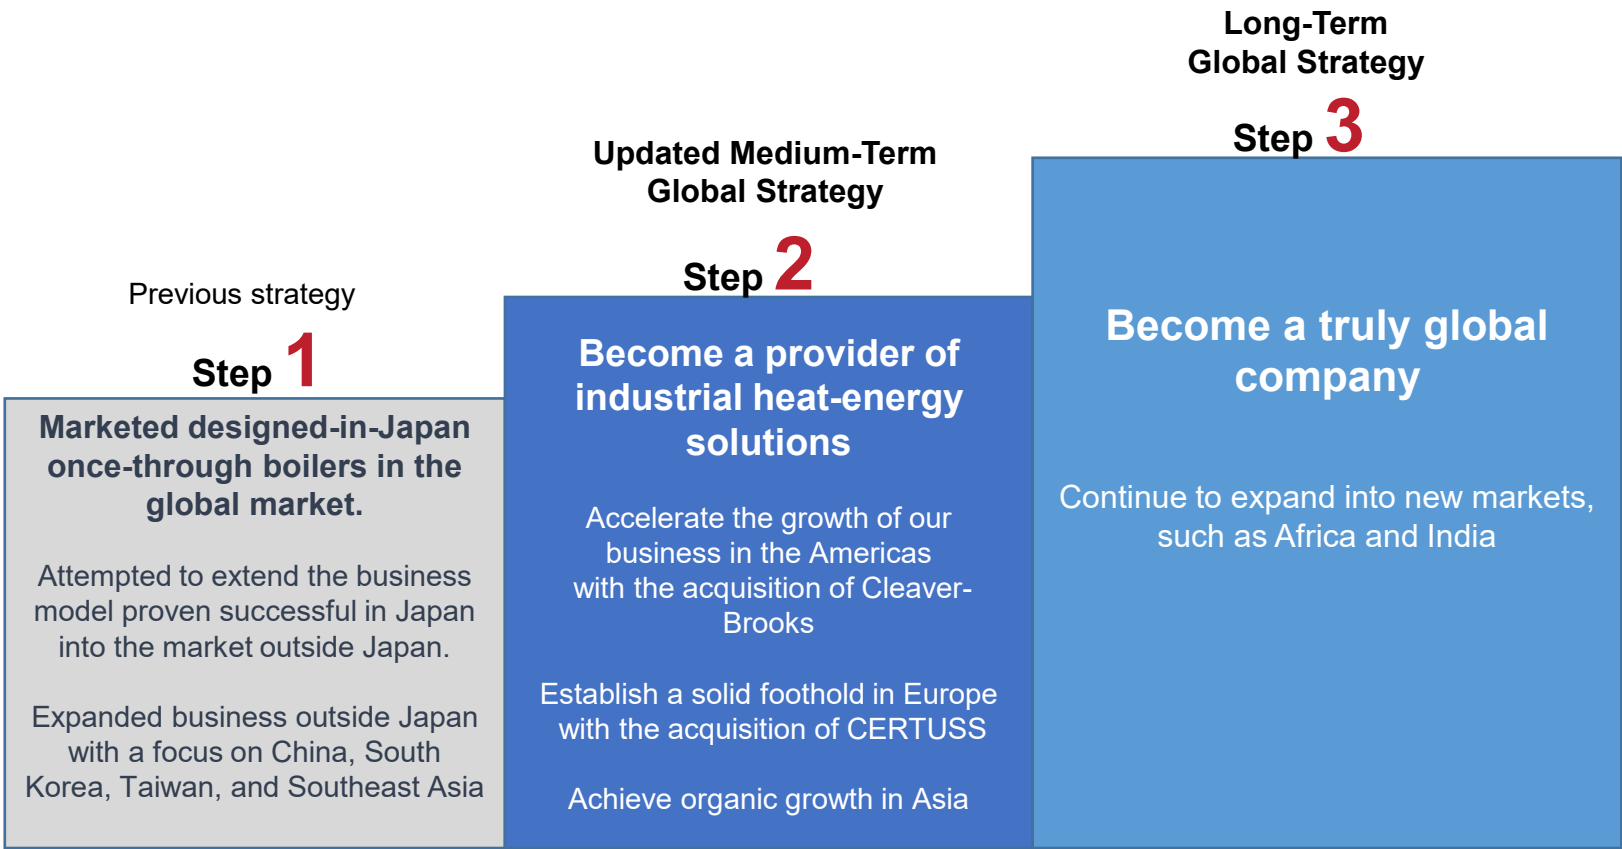 Previous strategy
Step 1
Marketed designed-in-Japan
once-through boilers in the
global market.
Attempted to extend the business
model proven successful in Japan
into the market outside Japan.
Expanded business outside Japan
with a focus on China, South
Korea, Taiwan, and Southeast Asia
Updated Medium-Term
Global Strategy
Step 2
Become a provider of
industrial heat-energy
solutions
Accelerate the growth of our
business in the Americas
with the acquisition of Cleaver-
Brooks
Establish a solid foothold in Europe
with the acquisition of CERTUSS
Achieve organic growth in Asia
Long-Term
Global Strategy
Step 3
Become a truly global
company
Continue to expand into new markets,
such as Africa and India